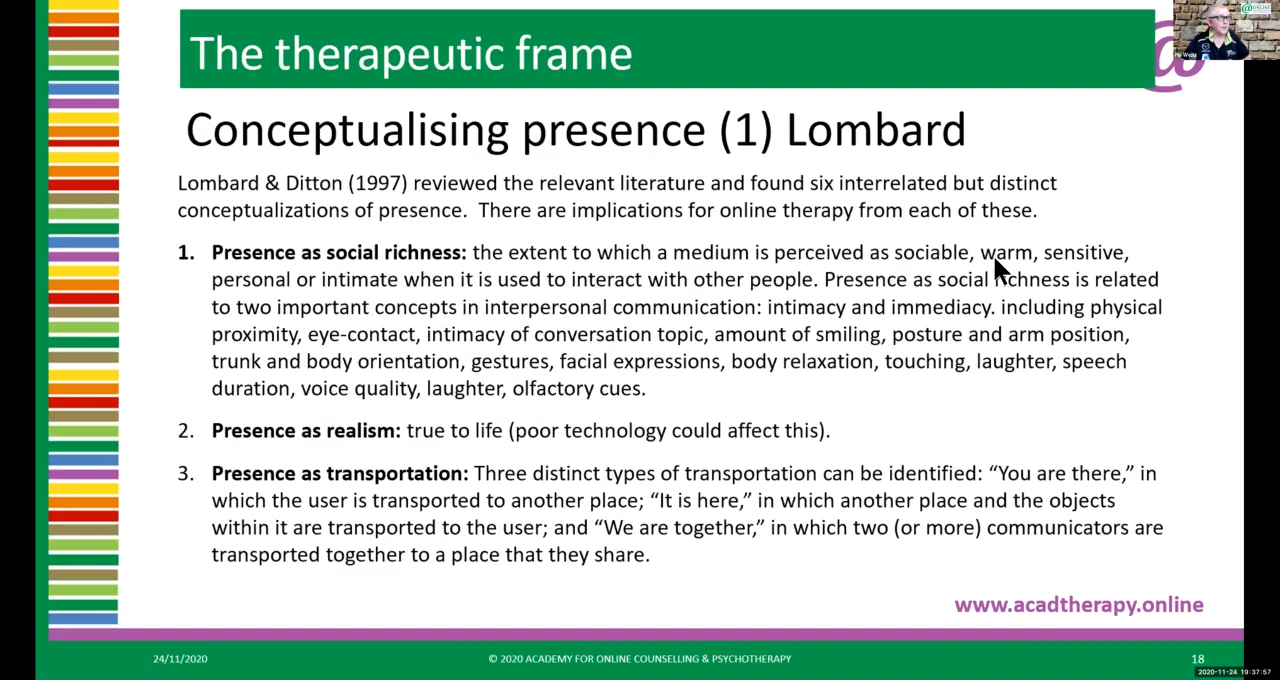 The therapeutic frame
@ONLINE
Conceptualising presence (1) Lombard
Lombard & Ditton (1997) reviewed the relevant literature and found six interrelated but distinct
conceptualizations of presence. There are implications for online therapy from each of these.
1. Presence as social richness: the extent to which a medium is perceived as sociable, warm, sensitive,
personal or intimate when it is used to interact with other people. Presence as social richness is related
to two important concepts in interpersonal communication: intimacy and immediacy. including physical
proximity, eye-contact, intimacy of conversation topic, amount of smiling, posture and arm position,
trunk and body orientation, gestures, facial expressions, body relaxation, touching, laughter, speech
duration, voice quality, laughter, olfactory cues.
2. Presence as realism: true to life (poor technology could affect this).
3. Presence as transportation: Three distinct types of transportation can be identified: “You are there,” in
which the user is transported to another place; “It is here,” in which another place and the objects
within it are transported to the user; and “We are together,” in which two (or more) communicators are
transported together to a place that they share.
www.acadtherapy.online
24/11/2020
© 2020 ACADEMY FOR ONLINE COUNSELLING & PSYCHOTHERAPY
18
2020-11-24 19:37:57